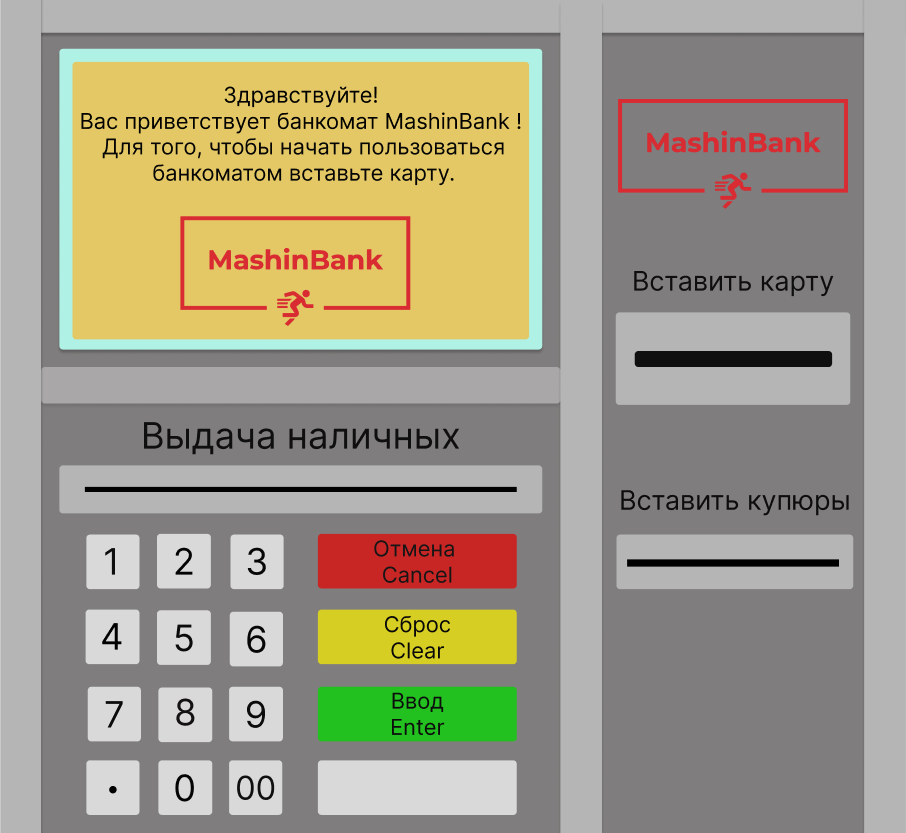 Здравствуйте!
Вас приветствует банкомат MashinBank !
Для того, чтобы начать пользоваться
банкоматом вставьте карту.
MashinBank
Выдача наличных
1 2 3
Отмена
Cancel
4 5 6
Сброс
Clear
7 8 9
Ввод
Enter
• 0 00
MashinBank
Вставить карту
Вставить купюры